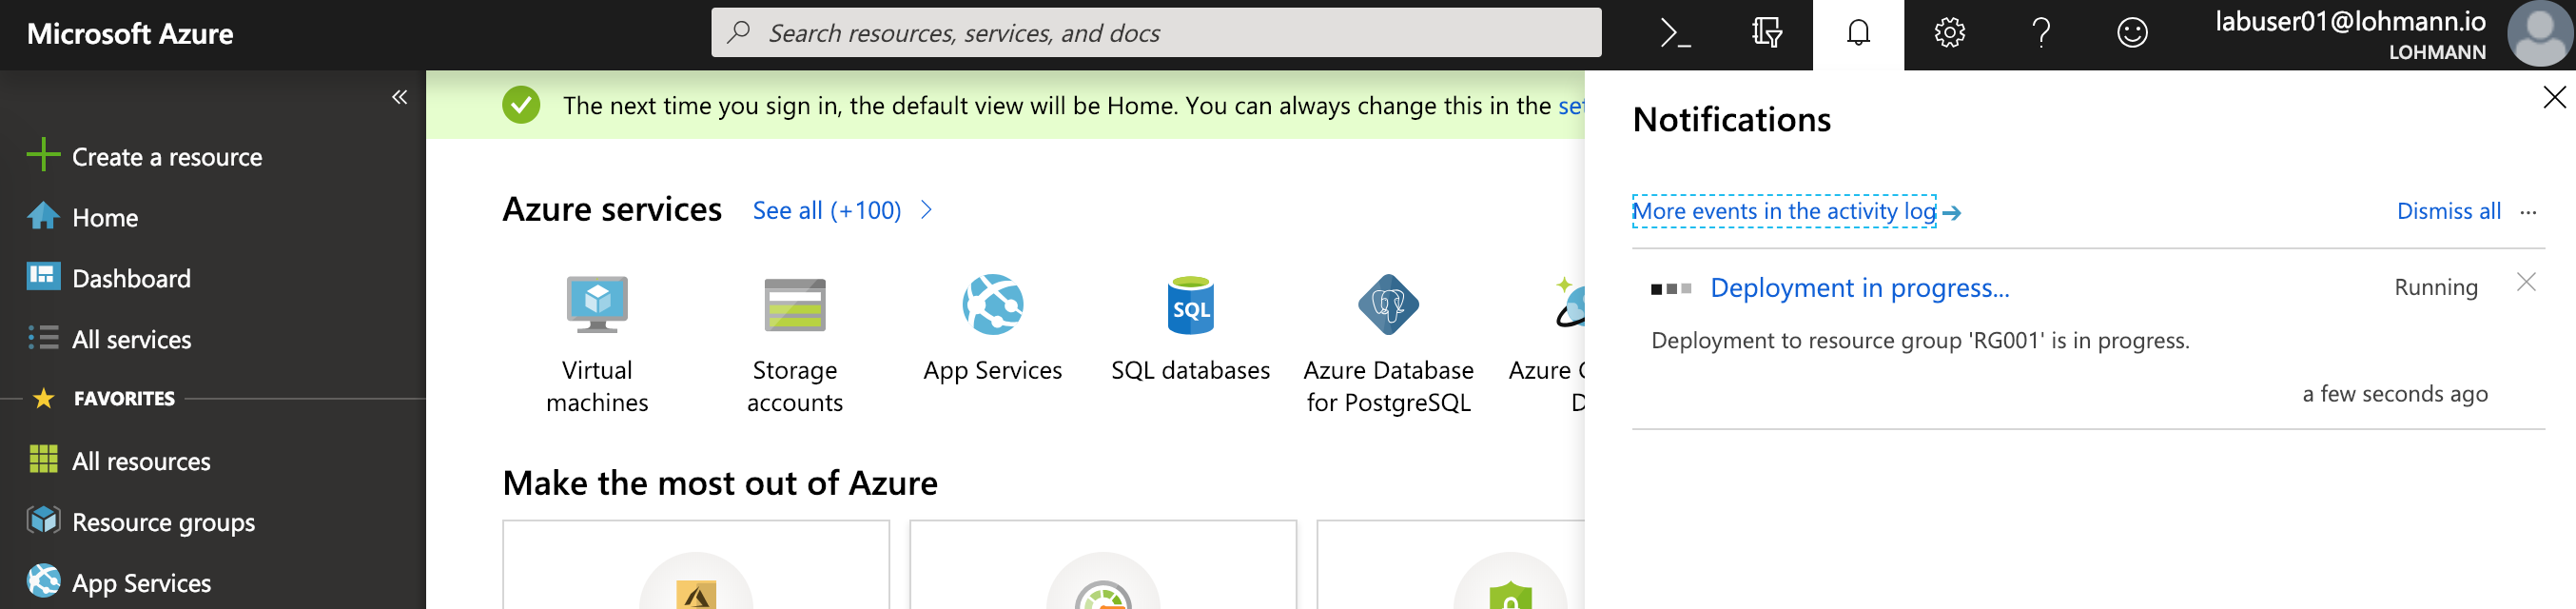 Microsoft Azure
Search resources, services, and docs
labuser01@lohmann.io
LOHMANN
Create a resource
Home
Dashboard
All services
FAVORITES
All resources
Resource groups
App Services
The next time you sign in, the default view will be Home. You can always change this in the set
Azure services
See all (+100)
Virtual
machines
Storage
accounts
App Services
SQL
SQL databases
Azure Database
for PostgreSQL
Azure C
D
Make the most out of Azure
Notifications
More events in the activity log
Dismiss all
Deployment in progress...
Running
Deployment to resource group 'RG001' is in progress.
a few seconds ago